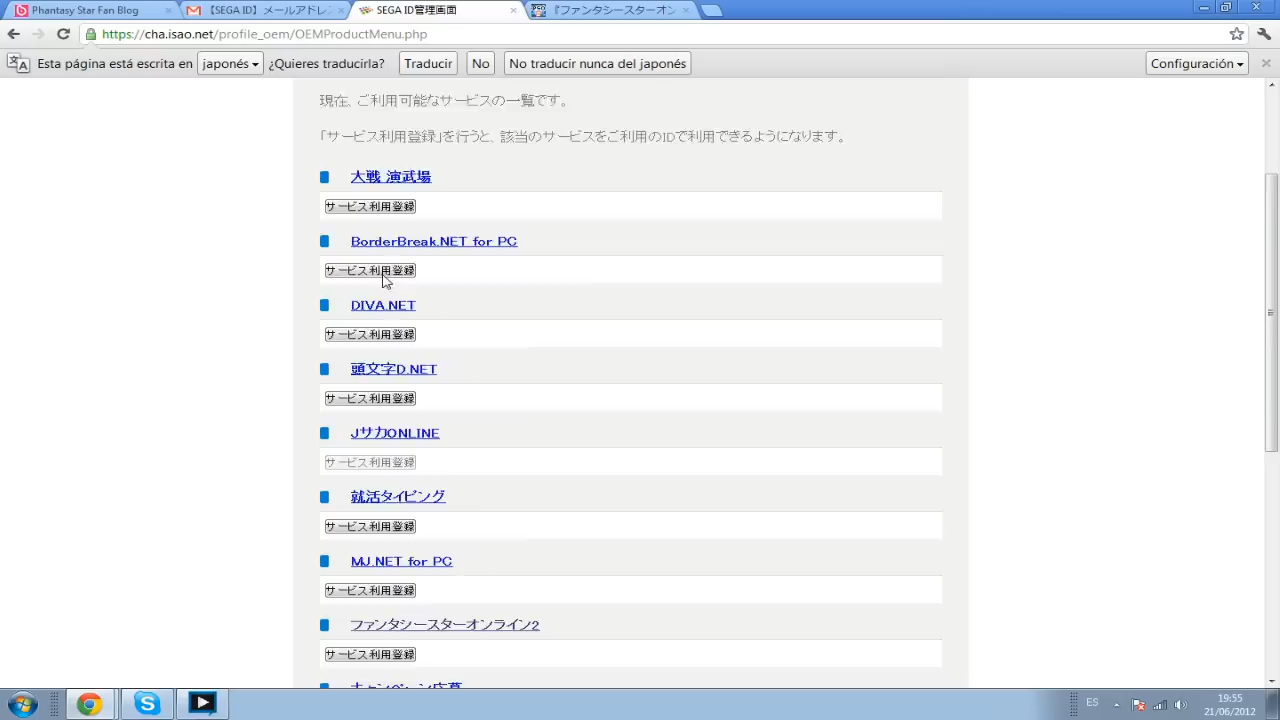 Phantasy Star Fan Blog
【SEGA ID】メールアドレス
SEGA ID管理画面
『ファンタシースターオン
https://cha.isao.net/profile_oem/OEMProductMenu.php
Esta página está escrita en japonés ¿Quieres traducirla? Traducir No No traducir nunca del japonés Configuración
現在、ご利用可能なサービスの一覧です。
「サービス利用登録」を行うと、該当のサービスをご利用のIDで利用できるようになります。
大戦 演武場
サービス利用登録
BorderBreak.NET for PC
サービス利用登録
DIVA.NET
サービス利用登録
頭文字D.NET
サービス利用登録
JサカONLINE
サービス利用登録
就活タイピング
サービス利用登録
MJ.NET for PC
サービス利用登録
ファンタシースターオンライン2
サービス利用登録
キャンペーン応募
ES
19:55
21/06/2012